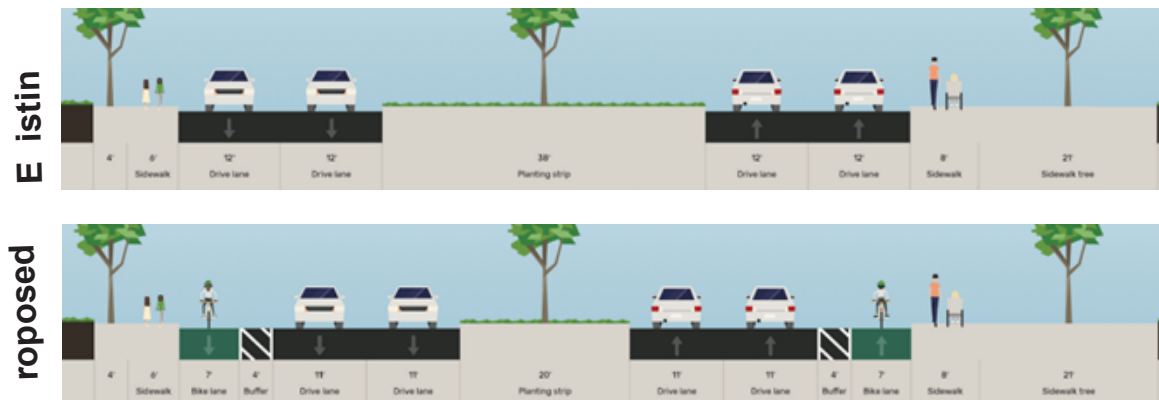 E istin
4' 6' 12' 12' 38' 12' 12' 8' 21'
Sidewalk Drive lane Drive lane Planting strip Drive lane Drive lane Sidewalk Sidewalk tree
roposed
4' 6' 7' 4' 11' 11' 20' 11' 11' 4' 7' 8' 21'
Sidewalk Bike lane Buffer Drive lane Drive lane Planting strip Drive lane Drive lane Buffer Bike lane Sidewalk Sidewalk tree